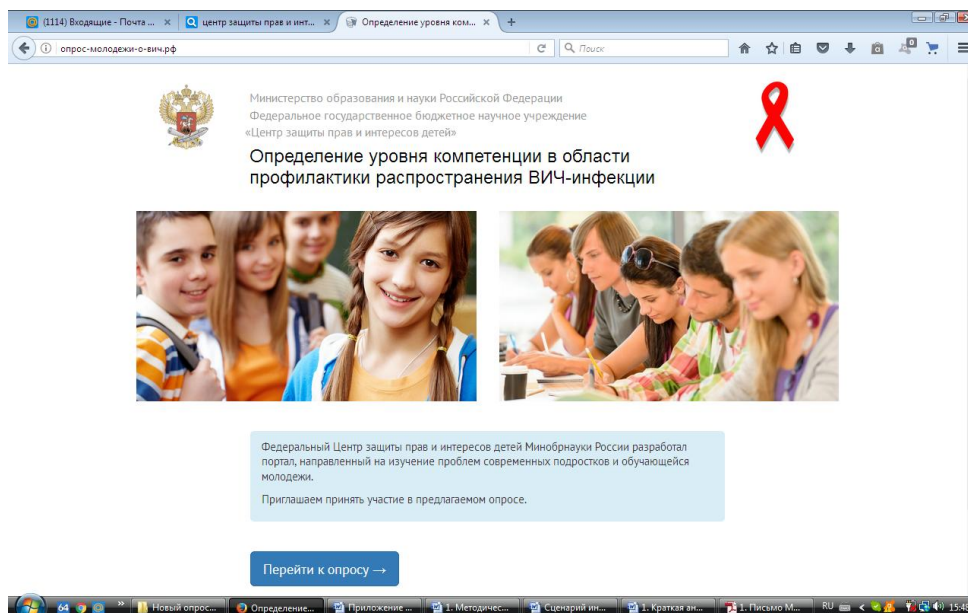 (1114) Входящие - Почта ...
центр защиты прав и инт...
Определение уровня ком...
опрос-молодежи-о-вич.рф
Поиск
0
Министерство образования и науки Российской Федерации
Федеральное государственное бюджетное научное учреждение
«Центр защиты прав и интересов детей»
Определение уровня компетенции в области
профилактики распространения ВИЧ-инфекции
Федеральный Центр защиты прав и интересов детей Минобрнауки России разработал
портал, направленный на изучение проблем современных подростков и обучающейся
молодежи.
Приглашаем принять участие в предлагаемом опросе.
Перейти к опросу →
64
Новый опрос...
Определение...
Приложение ...
1. Методичес...
Сценарий ин...
1. Краткая ан...
1. Письмо М...
RU